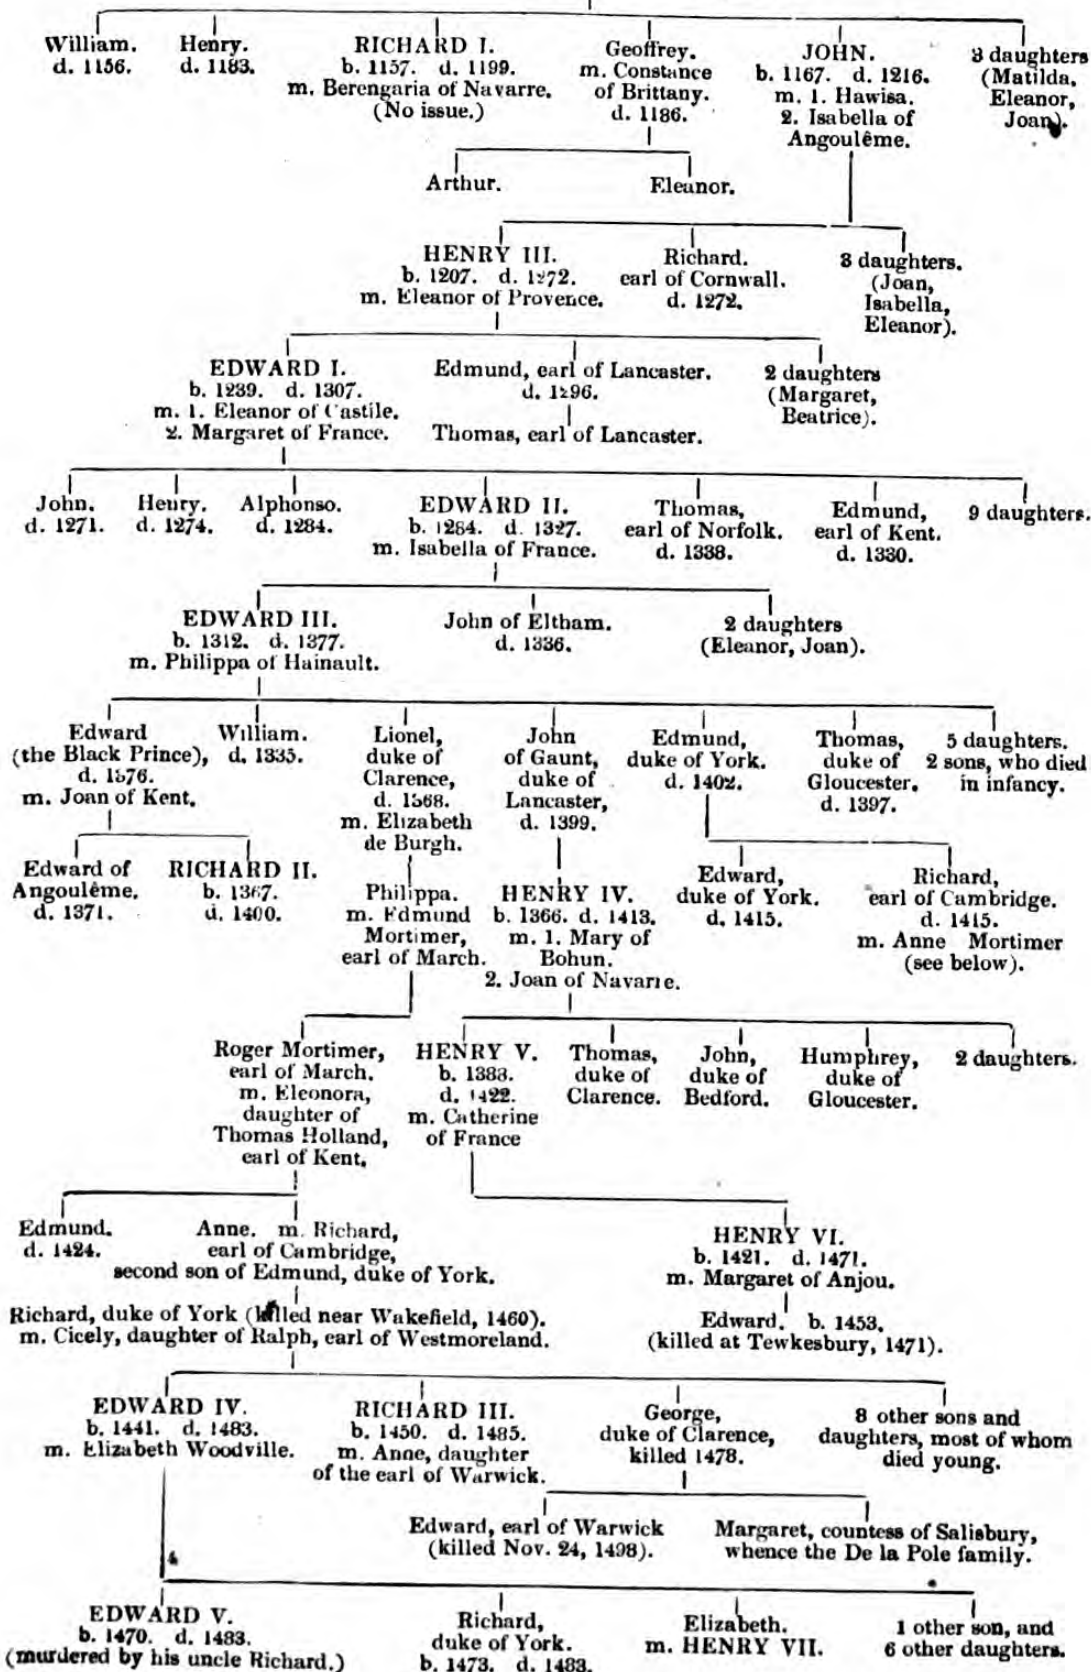 William.
d. 1156.
Henry.
d. 1183.
RICHARD I.
b. 1157. d. 1199.
m. Berengaria of Navarre.
(No issue.)
Geoffrey.
m. Constance
of Brittany.
d. 1186.
JOHN.
b. 1167. d. 1216.
m. 1. Hawisa.
2. Isabella of
Angoulême.
3 daughters
(Matilda,
Eleanor,
Joan).
Arthur.
Eleanor.
HENRY III.
b. 1207. d. 1272.
m. Eleanor of Provence.
Richard.
earl of Cornwall.
d. 1272.
3 daughters.
(Joan,
Isabella,
Eleanor).
EDWARD I.
b. 1239. d. 1307.
m. 1. Eleanor of Castile.
2. Margaret of France.
Edmund, earl of Lancaster.
d. 1296.
Thomas, earl of Lancaster.
2 daughters
(Margaret,
Beatrice).
John.
d. 1271.
Henry.
d. 1274.
Alphonso.
d. 1284.
EDWARD II.
b. 1284. d. 1327.
m. Isabella of France.
Thomas,
earl of Norfolk.
d. 1338.
Edmund,
earl of Kent.
d. 1330.
9 daughters.
EDWARD III.
b. 1312. d. 1377.
m. Philippa of Hainault.
John of Eltham.
d. 1336.
2 daughters
(Eleanor, Joan).
Edward
(the Black Prince),
d. 1376.
m. Joan of Kent.
William.
d. 1335.
Lionel,
duke of
Clarence,
d. 1368.
m. Elizabeth
de Burgh.
John
of Gaunt,
duke of
Lancaster,
d. 1399.
Edmund,
duke of York.
d. 1402.
Thomas,
duke of
Gloucester.
d. 1397.
5 daughters.
2 sons, who died
in infancy.
Edward of
Angoulême.
d. 1371.
RICHARD II.
b. 1367.
d. 1400.
Philippa.
m. Edmund
Mortimer,
earl of March.
HENRY IV.
b. 1366. d. 1413.
m. 1. Mary of
Bohun.
2. Joan of Navarre.
Edward,
duke of York.
d. 1415.
Richard,
earl of Cambridge.
d. 1415.
m. Anne Mortimer
(see below).
Roger Mortimer,
earl of March.
m. Eleonora,
daughter of
Thomas Holland,
earl of Kent.
HENRY V.
b. 1388.
d. 1422.
m. Catherine
of France
Thomas,
duke of
Clarence.
John,
duke of
Bedford.
Humphrey,
duke of
Gloucester.
2 daughters.
Edmund.
d. 1424.
Anne. m. Richard,
earl of Cambridge,
second son of Edmund, duke of York.
HENRY VI.
b. 1421. d. 1471.
m. Margaret of Anjou.
Richard, duke of York (killed near Wakefield, 1460).
m. Cicely, daughter of Ralph, earl of Westmoreland.
Edward. b. 1453.
(killed at Tewkesbury, 1471).
EDWARD IV.
b. 1441. d. 1483.
m. Elizabeth Woodville.
RICHARD III.
b. 1450. d. 1485.
m. Anne, daughter
of the earl of Warwick.
George,
duke of Clarence,
killed 1478.
8 other sons and
daughters, most of whom
died young.
Edward, earl of Warwick
(killed Nov. 24, 1498).
Margaret, countess of Salisbury,
whence the De la Pole family.
EDWARD V.
b. 1470. d. 1483.
(murdered by his uncle Richard.)
Richard,
duke of York.
b. 1473. d. 1483.
Elizabeth.
m. HENRY VII.
1 other son, and
6 other daughters.